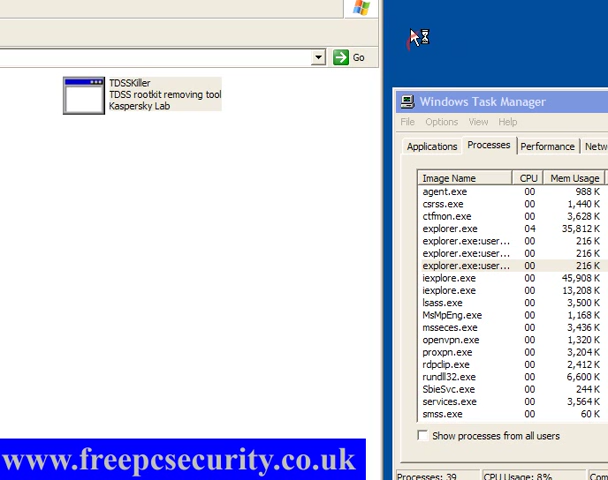 Go
TDSSKiller
TDSS rootkit removing tool
Kaspersky Lab
Windows Task Manager
File Options View Help
Applications Processes Performance Netw
Image Name CPU Mem Usage
agent.exe 00 988 K
csrss.exe 00 1,440 K
ctfmon.exe 00 3,628 K
explorer.exe 04 35,812 K
explorer.exe:user... 00 216 K
explorer.exe:user... 00 216 K
explorer.exe:user... 00 216 K
iexplore.exe 00 45,908 K
iexplore.exe 00 13,208 K
lsass.exe 00 3,500 K
MsMpEng.exe 00 1,168 K
msseces.exe 00 3,436 K
openvpn.exe 00 1,320 K
proxpn.exe 00 3,204 K
rdpclip.exe 00 2,412 K
rundll32.exe 00 6,600 K
SbieSvc.exe 00 244 K
services.exe 00 3,564 K
smss.exe 00 60 K
Show processes from all users
www.freepcsecurity.co.uk
Processes: 39 CPU Usage: 8% Com